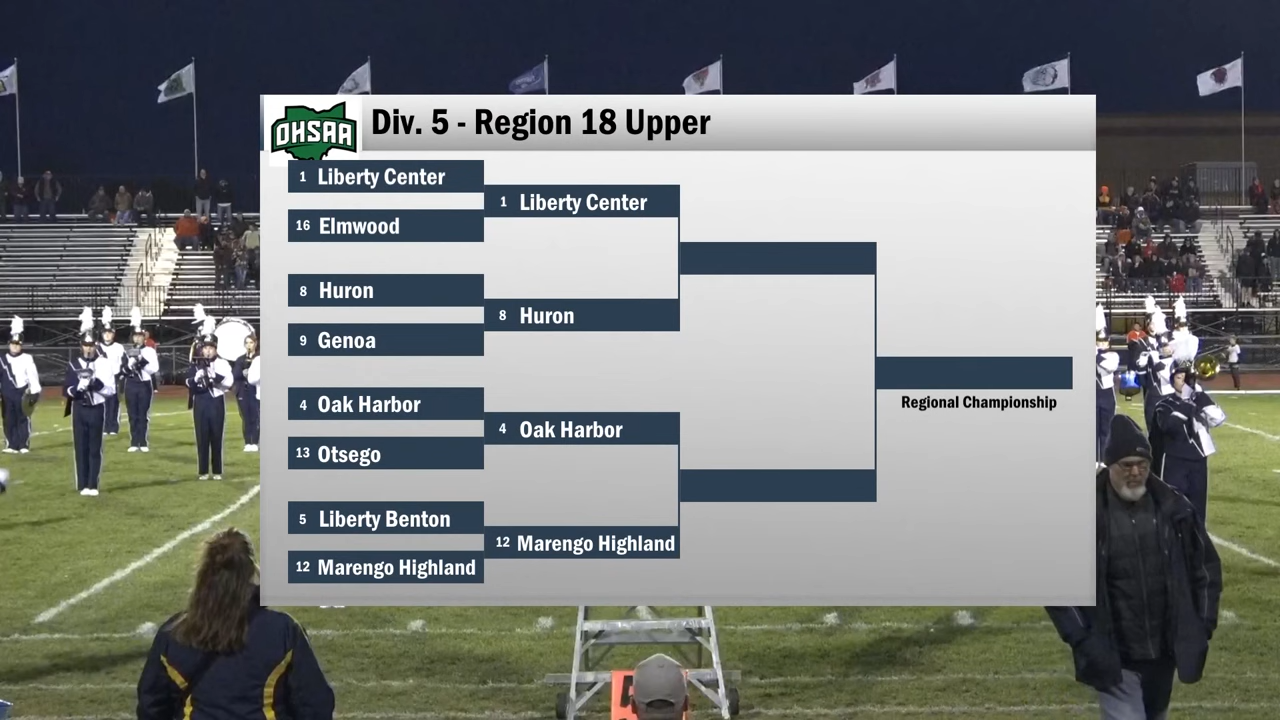 OHSAA
Div. 5 - Region 18 Upper
1 Liberty Center
16 Elmwood
8 Huron
9 Genoa
4 Oak Harbor
13 Otsego
5 Liberty Benton
12 Marengo Highland
1 Liberty Center
8 Huron
4 Oak Harbor
12 Marengo Highland
Regional Championship